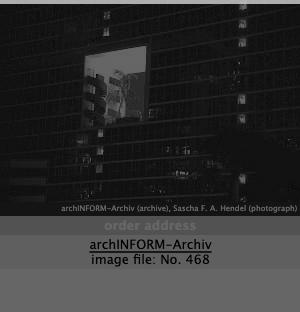 archINFORM-Archiv (archive), Sascha F. A. Hendel (photograph)
order address
archINFORM-Archiv
image file: No. 468